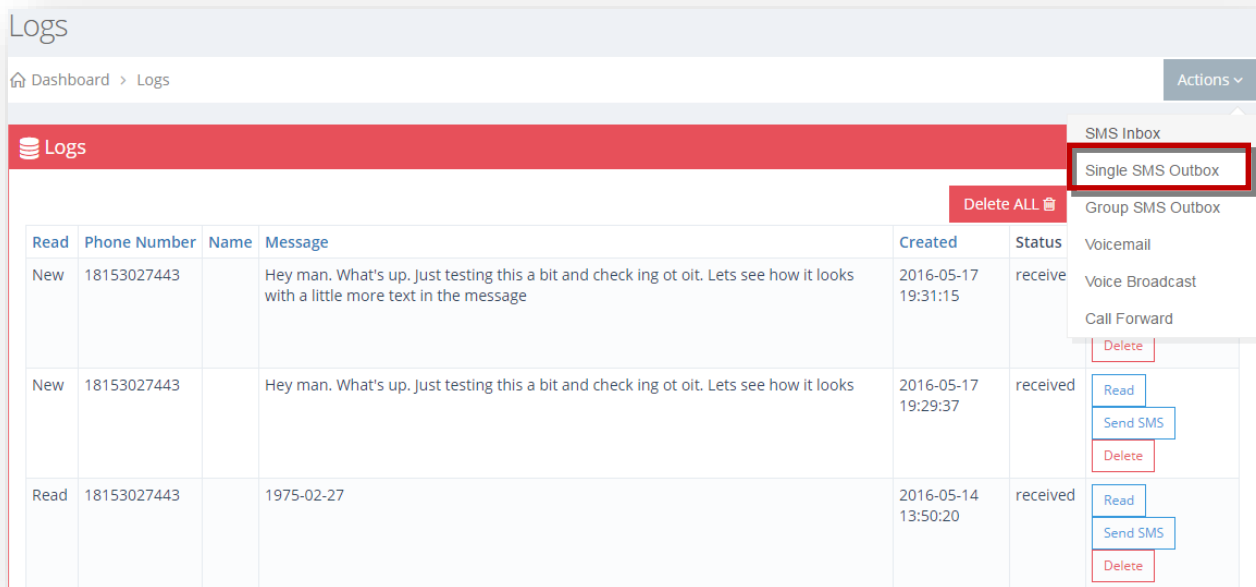 Logs
Dashboard > Logs
Actions
SMS Inbox
Single SMS Outbox
Group SMS Outbox
Voicemail
Voice Broadcast
Call Forward
Logs
Delete ALL
Read Phone Number Name Message Created Status
New 18153027443 Hey man. What's up. Just testing this a bit and check ing ot oit. Lets see how it looks 2016-05-17 receive
with a little more text in the message 19:31:15
Delete
New 18153027443 Hey man. What's up. Just testing this a bit and check ing ot oit. Lets see how it looks 2016-05-17 received Read
19:29:37
Send SMS
Delete
Read 18153027443 1975-02-27 2016-05-14 received Read
13:50:20
Send SMS
Delete